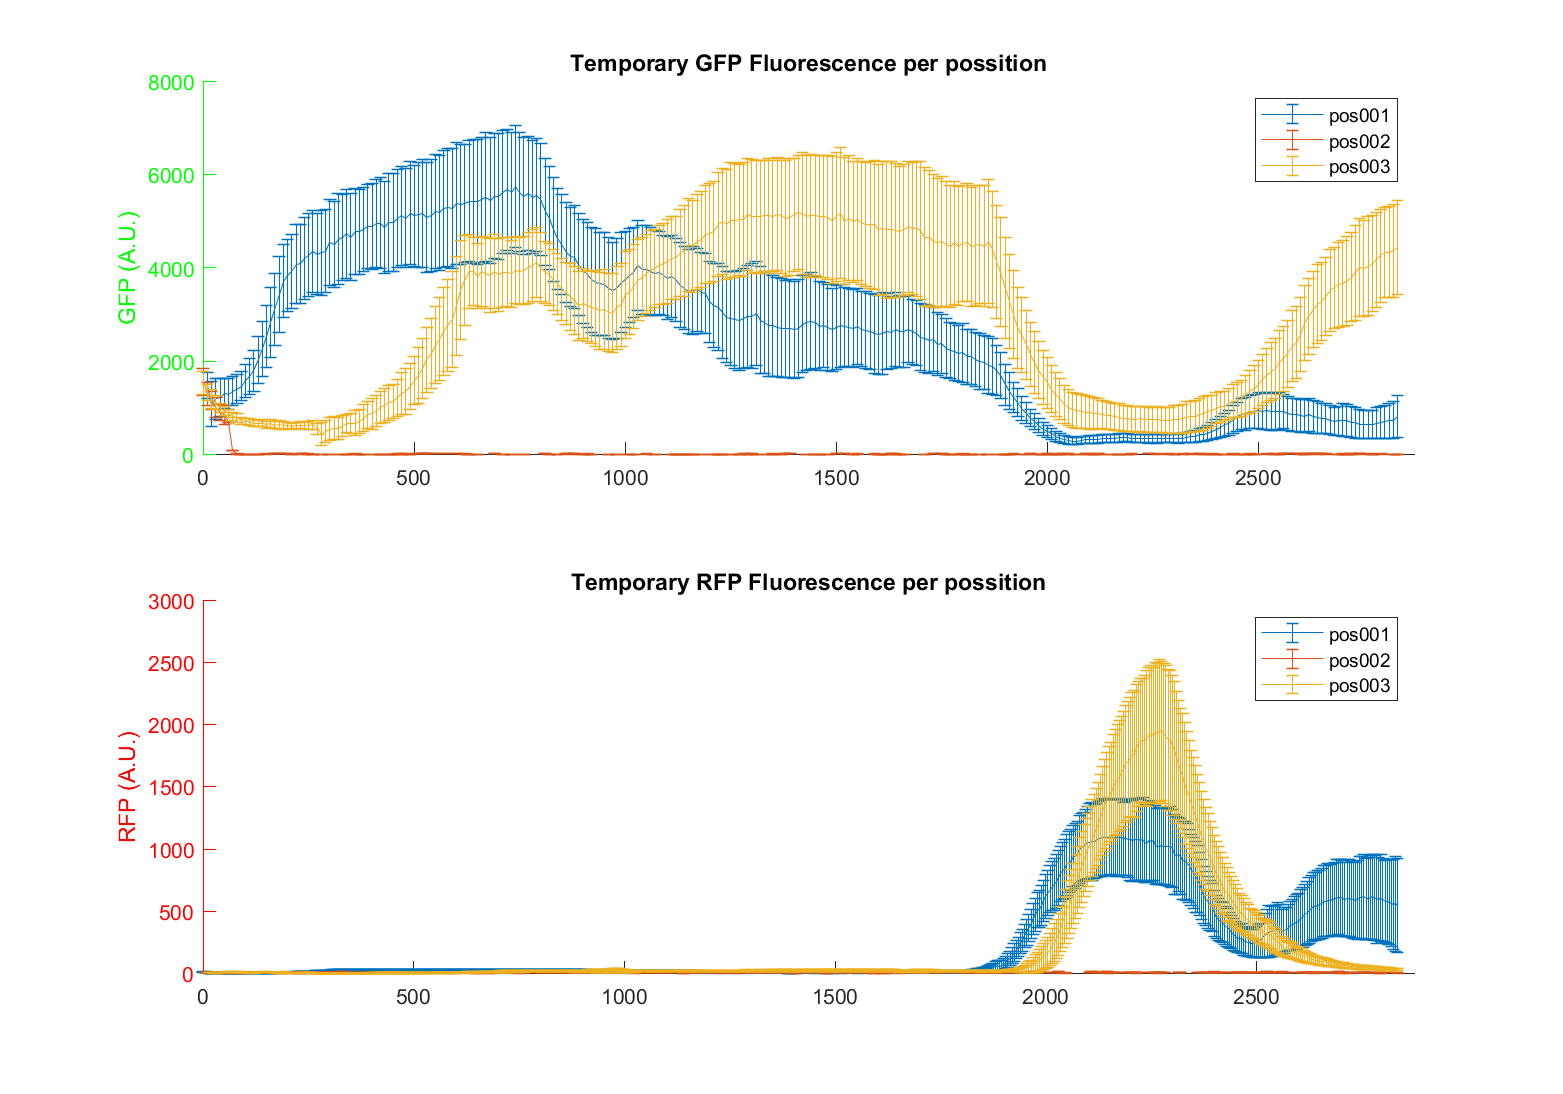 Temporary GFP Fluorescence per possition
GFP (A.U.)
8000
6000
4000
2000
0
0 500 1000 1500 2000 2500
pos001
pos002
pos003
Temporary RFP Fluorescence per possition
RFP (A.U.)
3000
2500
2000
1500
1000
500
0
0 500 1000 1500 2000 2500
pos001
pos002
pos003